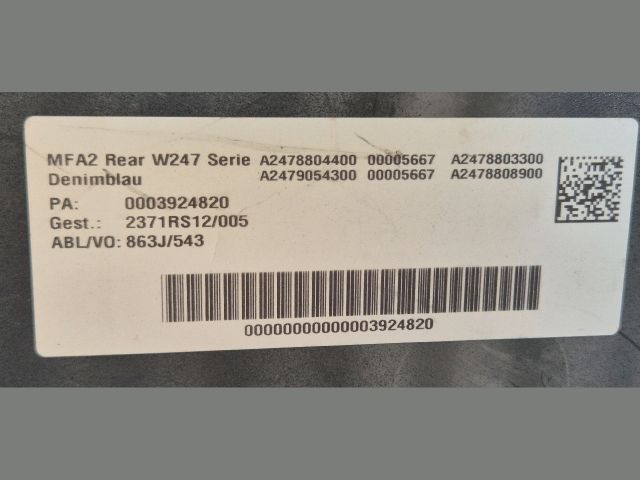 MFA2 Rear W247 Serie A2478804400 00005667 A2478803300
Denimblau A2479054300 00005667 A2478808900
PA: 0003924820
Gest.: 2371RS12/005
ABL/VO: 863J/543
00000000000003924820